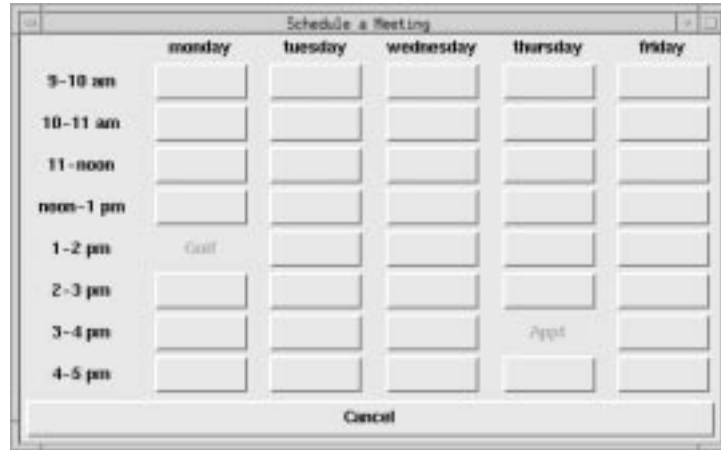 Schedule a Meeting
monday tuesday wednesday thursday friday
9-10 am
10-11 am
11-noon
noon-1 pm
1-2 pm Golf
2-3 pm
3-4 pm Appt
4-5 pm
Cancel